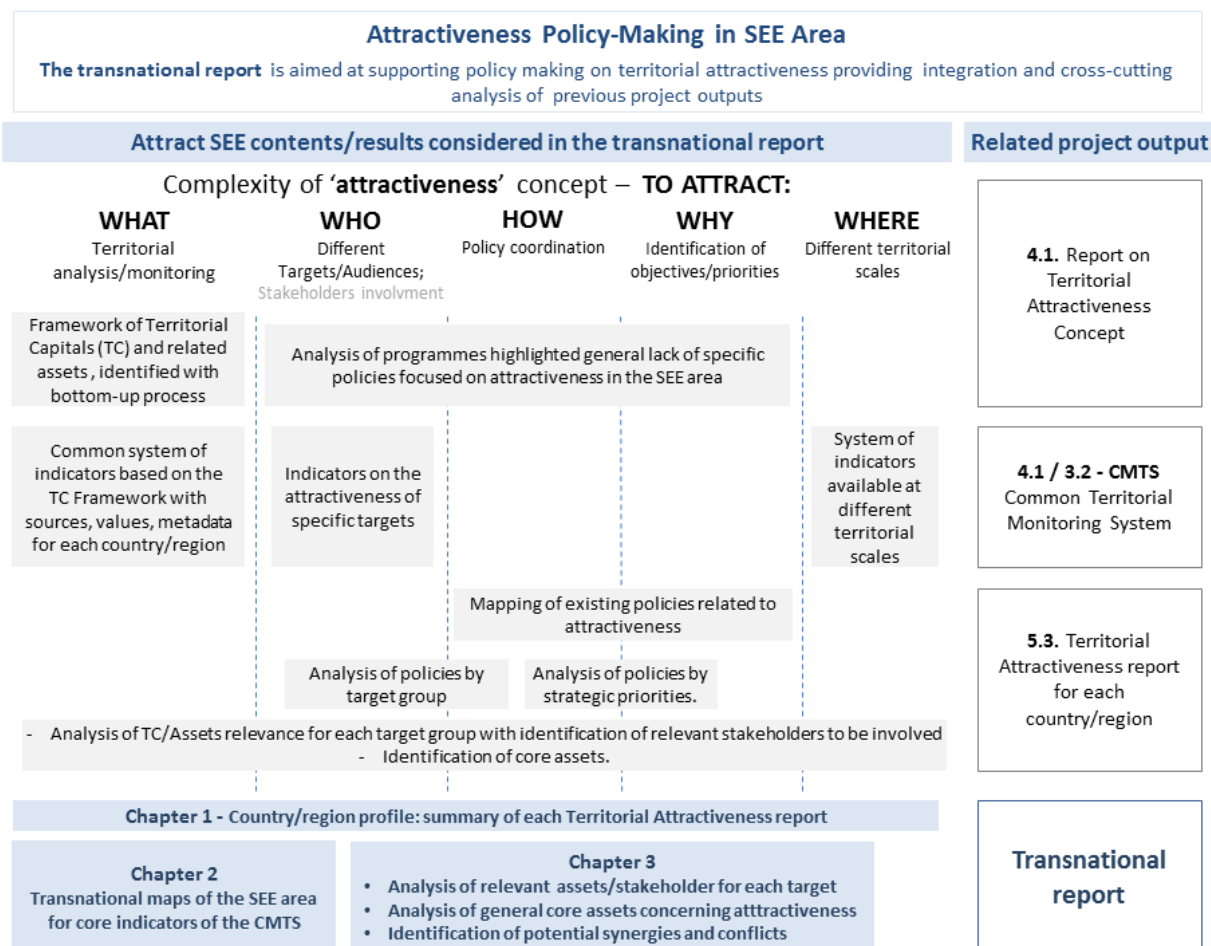 Attractiveness Policy-Making in SEE Area
The transnational report is aimed at supporting policy making on territorial attractiveness providing integration and cross-cutting
analysis of previous project outputs
Attract SEE contents/results considered in the transnational report
Related project output
Complexity of 'attractiveness' concept – TO ATTRACT:
WHAT
Territorial
analysis/monitoring
WHO
Different
Targets/Audiences;
Stakeholders involvment
HOW
Policy coordination
WHY
Identification of
objectives/priorities
WHERE
Different territorial
scales
4.1. Report on
Territorial
Attractiveness
Concept
Framework of Territorial
Capitals (TC) and related
assets , identified with
bottom-up process
Analysis of programmes highlighted general lack of specific
policies focused on attractiveness in the SEE area
Common system of
indicators based on the
TC Framework with
sources, values, metadada
for each country/region
Indicators on the
attractiveness of
specific targets
System of
indicators
available at
different
territorial
scales
4.1 / 3.2 - CMTS
Common Territorial
Monitoring System
Mapping of existing policies related to
attractiveness
Analysis of policies by
target group
Analysis of policies by
strategic priorities.
- Analysis of TC/Assets relevance for each target group with identification of relevant stakeholders to be involved
- Identification of core assets.
5.3. Territorial
Attractiveness report
for each
country/region
Chapter 1 - Country/region profile: summary of each Territorial Attractiveness report
Chapter 2
Transnational maps of the SEE area
for core indicators of the CMTS
Chapter 3
• Analysis of relevant assets/stakeholder for each target
• Analysis of general core assets concerning atttractiveness
• Identification of potential synergies and conflicts
Transnational
report